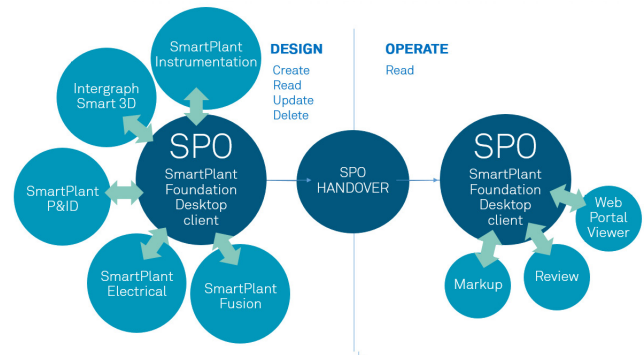 SmartPlant
Instrumentation
DESIGN
Create
Read
Update
Delete
OPERATE
Read
Intergraph
Smart 3D
SPO
SmartPlant
Foundation
Desktop
client
SmartPlant
P&ID
SmartPlant
Electrical
SmartPlant
Fusion
SPO
HANDOVER
SPO
SmartPlant
Foundation
Desktop
client
Web
Portal
Viewer
Review
Markup